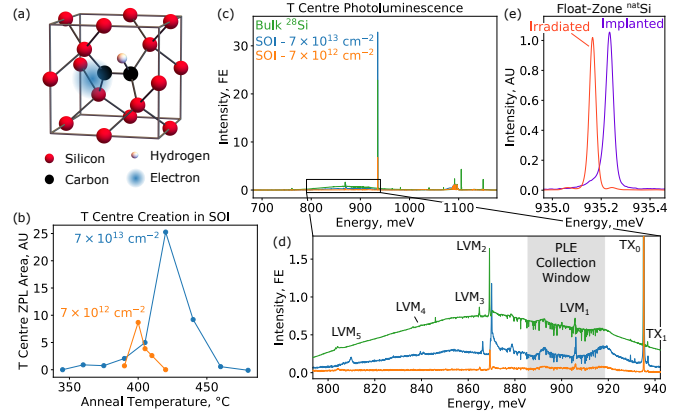 (a)
Silicon
Hydrogen
Carbon
Electron
(b)
T Centre Creation in SOI
7 × 10¹³ cm⁻²
7 × 10¹² cm⁻²
T Centre ZPL Area, AU
25
20
15
10
5
0
350 400 450
Anneal Temperature, °C
(c)
T Centre Photoluminescence
Bulk ²⁸Si
SOI - 7 × 10¹³ cm⁻²
SOI - 7 × 10¹² cm⁻²
Intensity, FE
30
20
10
0
700 800 900 1000 1100
Energy, meV
(e)
Float-Zone ⁿᵃᵗSi
Irradiated
Implanted
Intensity, AU
1.0
0.8
0.6
0.4
0.2
0.0
935.0 935.2 935.4
Energy, meV
(d)
LVM₂
PLE
Collection
Window
TX₀
LVM₃
LVM₄
LVM₅
LVM₁
TX₁
Intensity, FE
1.5
1.0
0.5
0.0
800 820 840 860 880 900 920 940
Energy, meV